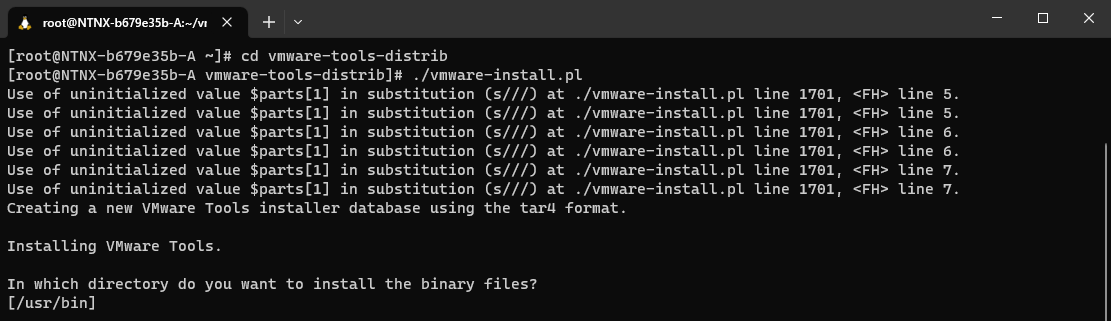 root@NTNX-b679e35b-A:~/vr
[root@NTNX-b679e35b-A ~]# cd vmware-tools-distrib
[root@NTNX-b679e35b-A vmware-tools-distrib]# ./vmware-install.pl
Use of uninitialized value $parts[1] in substitution (s///) at ./vmware-install.pl line 1701, <FH> line 5.
Use of uninitialized value $parts[1] in substitution (s///) at ./vmware-install.pl line 1701, <FH> line 5.
Use of uninitialized value $parts[1] in substitution (s///) at ./vmware-install.pl line 1701, <FH> line 6.
Use of uninitialized value $parts[1] in substitution (s///) at ./vmware-install.pl line 1701, <FH> line 6.
Use of uninitialized value $parts[1] in substitution (s///) at ./vmware-install.pl line 1701, <FH> line 7.
Use of uninitialized value $parts[1] in substitution (s///) at ./vmware-install.pl line 1701, <FH> line 7.
Creating a new VMware Tools installer database using the tar4 format.
Installing VMware Tools.
In which directory do you want to install the binary files?
[/usr/bin]